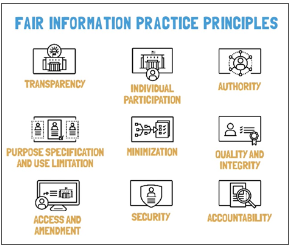 FAIR INFORMATION PRACTICE PRINCIPLES
TRANSPARENCY
INDIVIDUAL
PARTICIPATION
AUTHORITY
PURPOSE SPECIFICATION
AND USE LIMITATION
MINIMIZATION
QUALITY AND
INTEGRITY
ACCESS AND
AMENDMENT
SECURITY
ACCOUNTABILITY